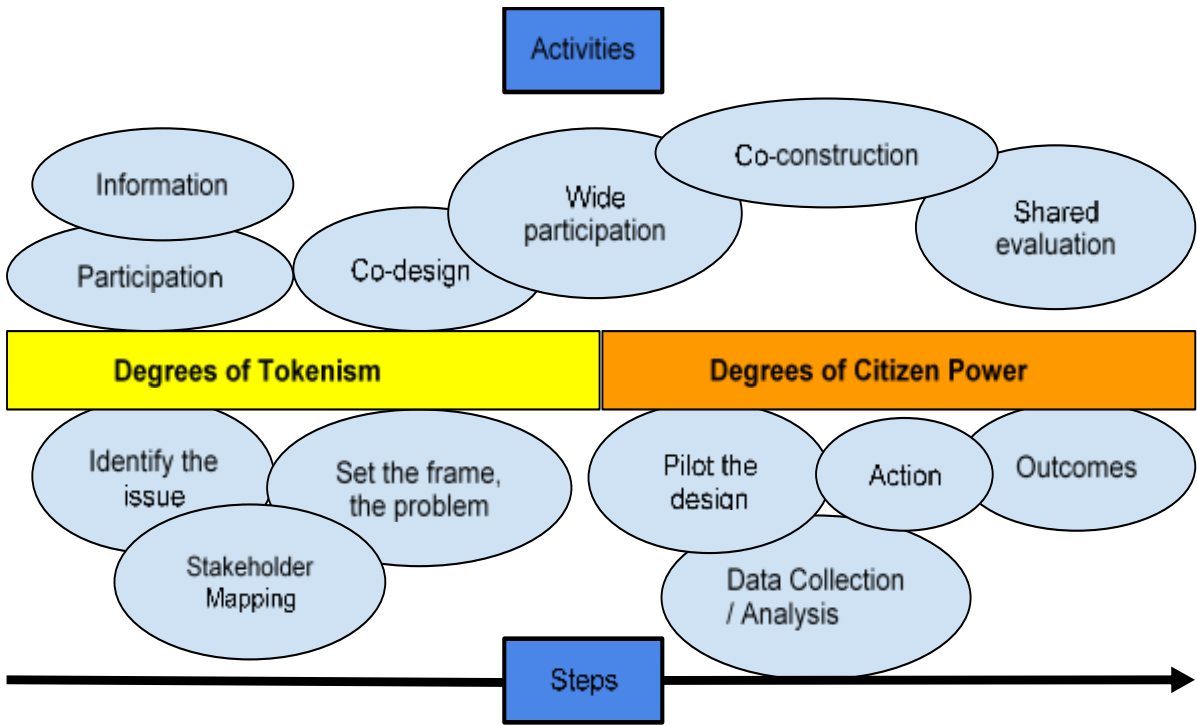 Activities
Information
Participation
Co-design
Wide
participation
Co-construction
Shared
evaluation
Degrees of Tokenism
Degrees of Citizen Power
Identify the
issue
Set the frame,
the problem
Stakeholder
Mapping
Pilot the
design
Action
Outcomes
Data Collection
/ Analysis
Steps